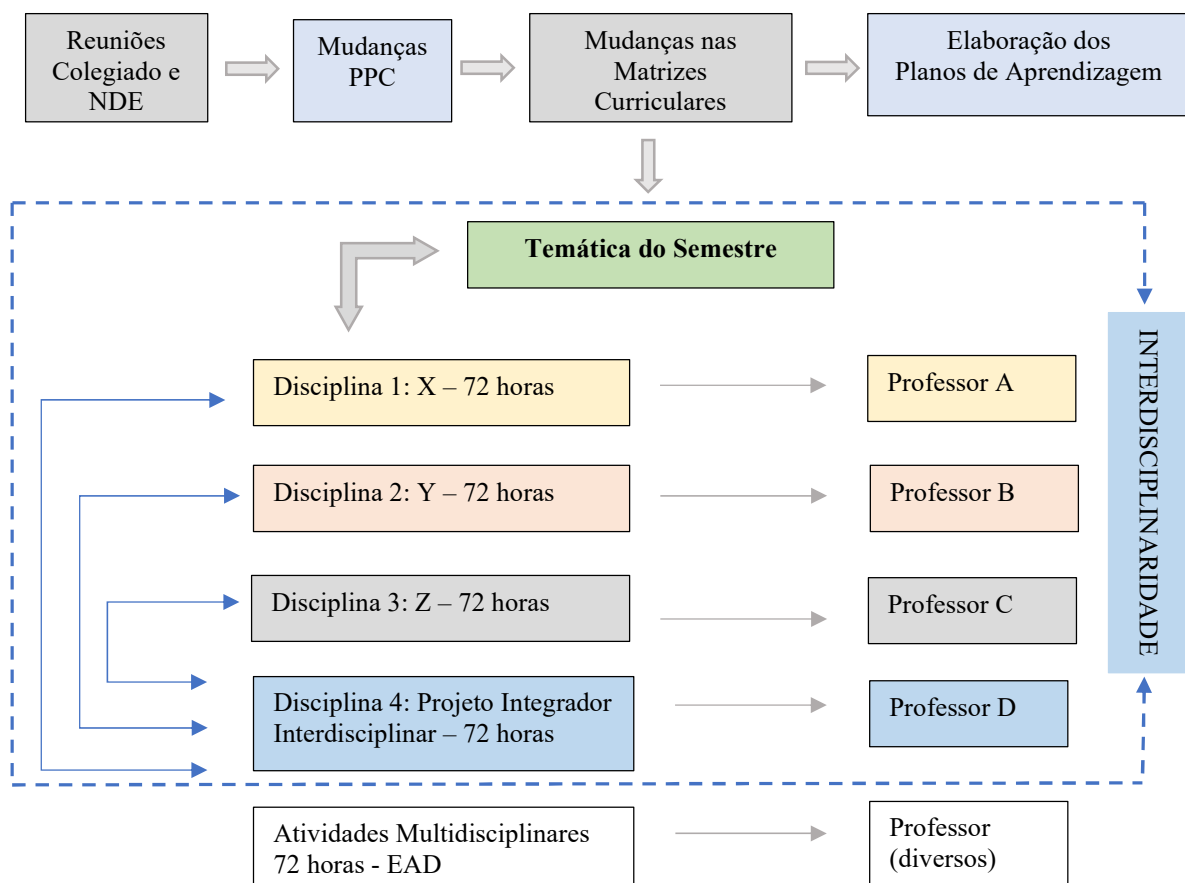 Reuniões
Colegiado e
NDE
Mudanças
PPC
Mudanças nas
Matrizes
Curriculares
Elaboração dos
Planos de Aprendizagem
Temática do Semestre
Disciplina 1: X – 72 horas
Professor A
Disciplina 2: Y – 72 horas
Professor B
Disciplina 3: Z – 72 horas
Professor C
Disciplina 4: Projeto Integrador
Interdisciplinar – 72 horas
Professor D
INTERDISCIPLINARIDADE
Atividades Multidisciplinares
72 horas - EAD
Professor
(diversos)